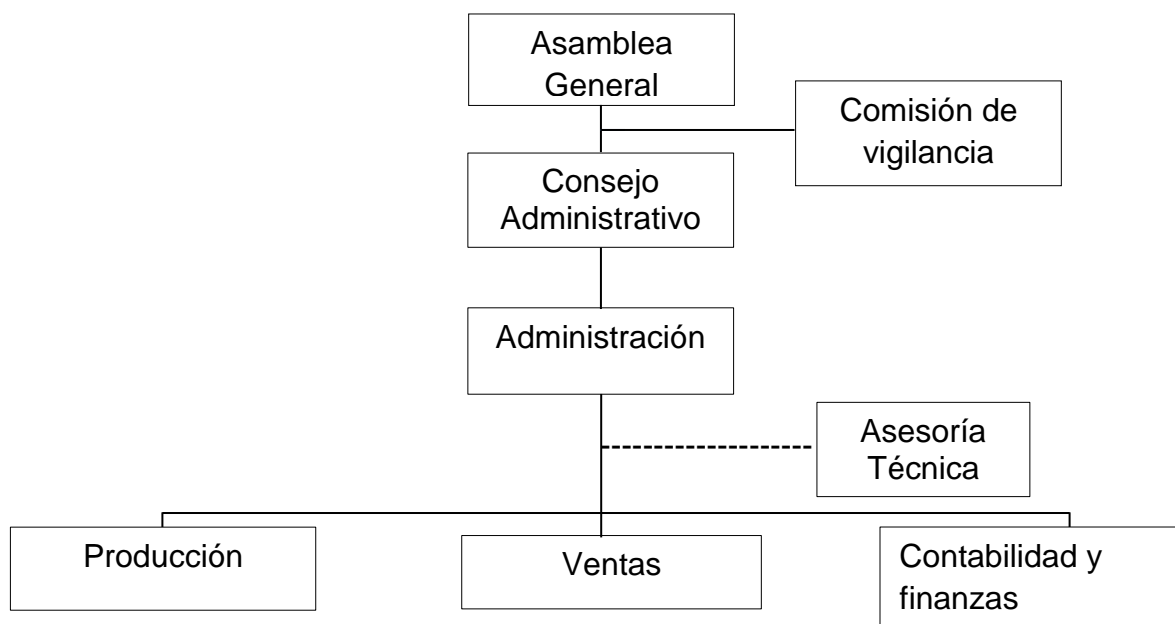 Asamblea
General
Comisión de
vigilancia
Consejo
Administrativo
Administración
Asesoría
Técnica
Producción
Ventas
Contabilidad y
finanzas